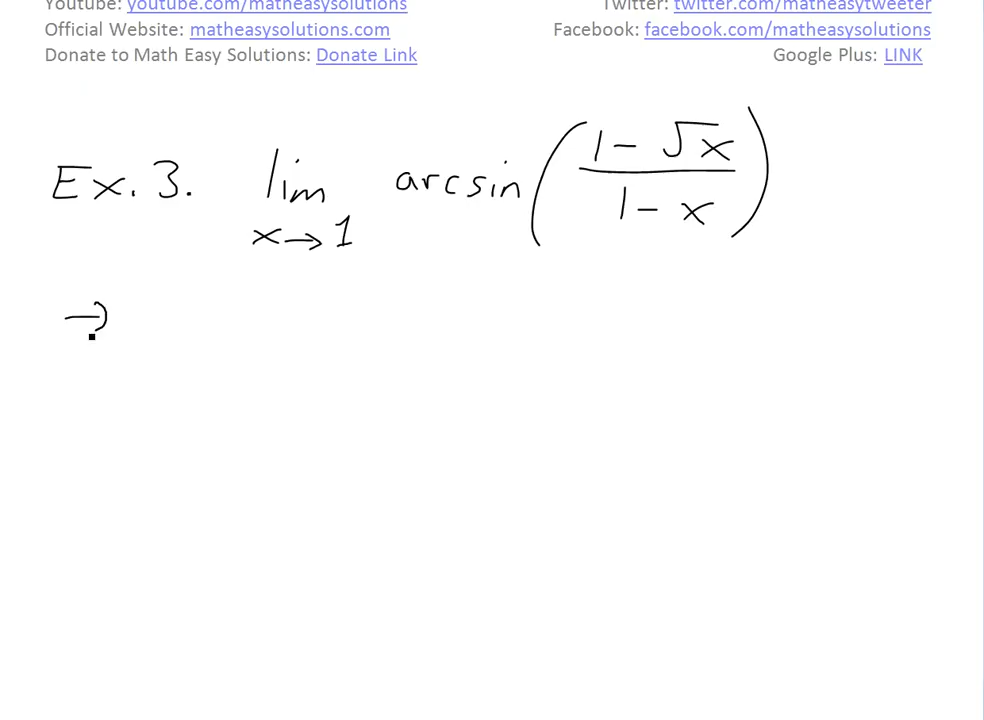 Youtube: youtube.com/matheasysolutions Twitter: twitter.com/matheasytweeter
Official Website: matheasysolutions.com Facebook: facebook.com/matheasysolutions
Donate to Math Easy Solutions: Donate Link Google Plus: LINK
Ex. 3. lim x→1 arcsin((1 - √x)/(1 - x))
→